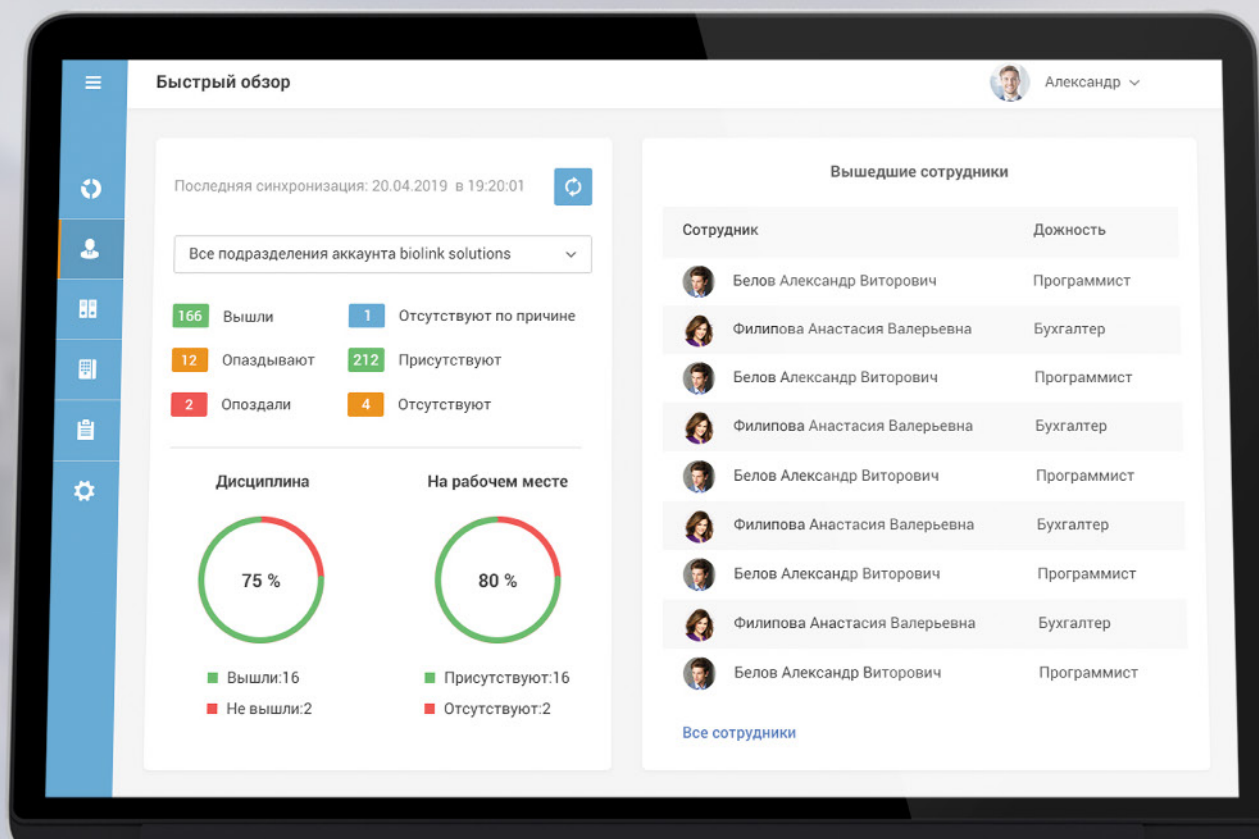 Быстрый обзор
Александр
Последняя синхронизация: 20.04.2019 в 19:20:01
Все подразделения аккаунта biolink solutions
166 Вышли
1 Отсутствуют по причине
12 Опаздывают
212 Присутствуют
2 Опоздали
4 Отсутствуют
Дисциплина
На рабочем месте
75 %
80 %
Вышли:16
Не вышли:2
Присутствуют:16
Отсутствуют:2
Вышедшие сотрудники
Сотрудник Дожность
Белов Александр Виторович Программист
Филипова Анастасия Валерьевна Бухгалтер
Белов Александр Виторович Программист
Филипова Анастасия Валерьевна Бухгалтер
Белов Александр Виторович Программист
Филипова Анастасия Валерьевна Бухгалтер
Белов Александр Виторович Программист
Филипова Анастасия Валерьевна Бухгалтер
Белов Александр Виторович Программист
Все сотрудники